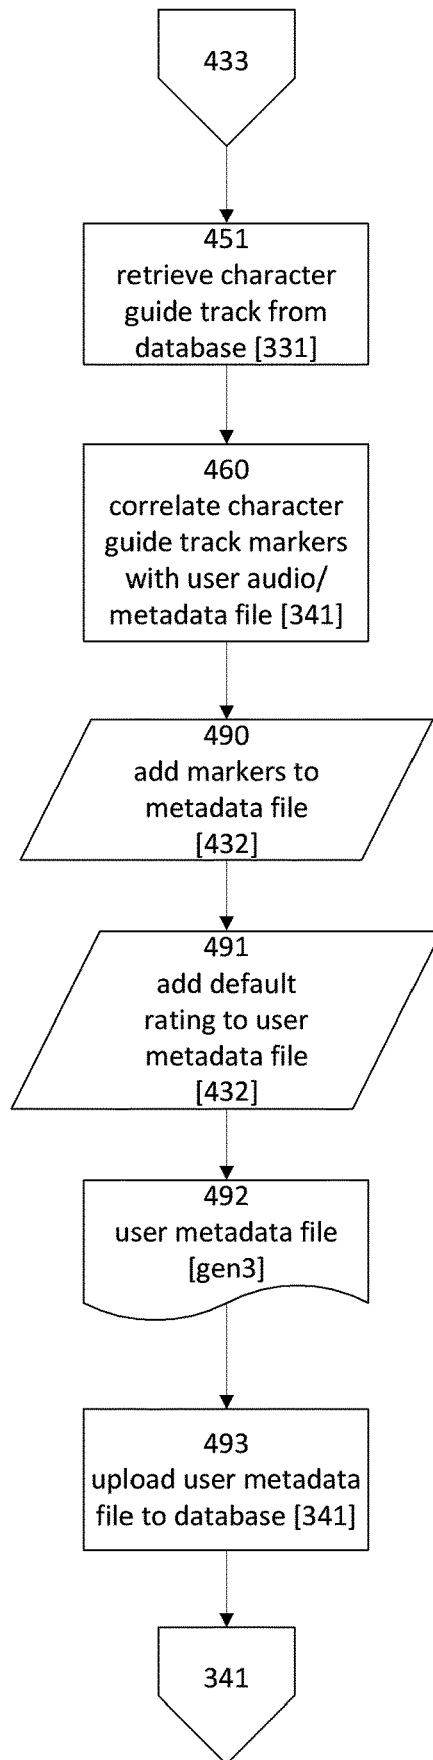 433
451
retrieve character
guide track from
database [331]
460
correlate character
guide track markers
with user audio/
metadata file [341]
490
add markers to
metadata file
[432]
491
add default
rating to user
metadata file
[432]
492
user metadata file
[gen3]
493
upload user metadata
file to database [341]
341